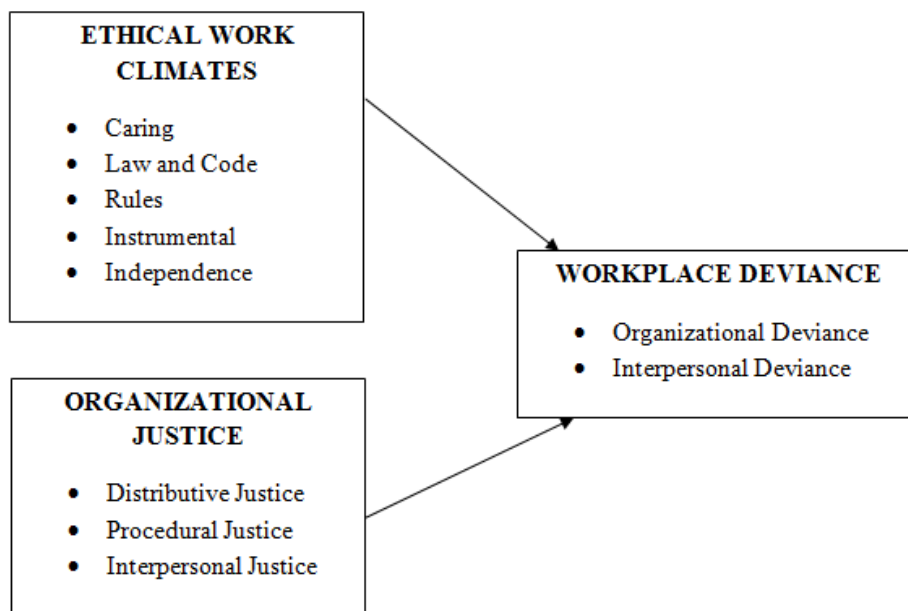 ETHICAL WORK
CLIMATES
• Caring
• Law and Code
• Rules
• Instrumental
• Independence
WORKPLACE DEVIANCE
• Organizational Deviance
• Interpersonal Deviance
ORGANIZATIONAL
JUSTICE
• Distributive Justice
• Procedural Justice
• Interpersonal Justice